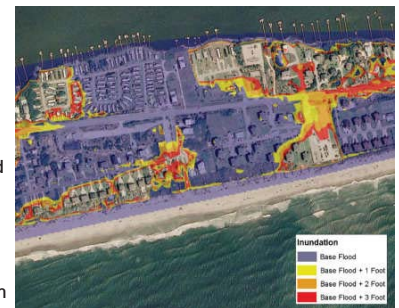 d
n
Inundation
Base Flood
Base Flood + 1 Foot
Base Flood + 2 Foot
Base Flood + 3 Foot